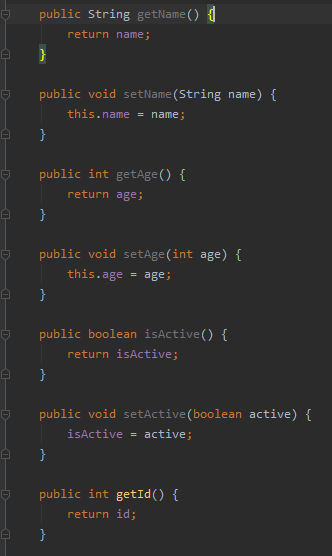 public String getName() {
return name;
}
public void setName(String name) {
this.name = name;
}
public int getAge() {
return age;
}
public void setAge(int age) {
this.age = age;
}
public boolean isActive() {
return isActive;
}
public void setActive(boolean active) {
isActive = active;
}
public int getId() {
return id;
}